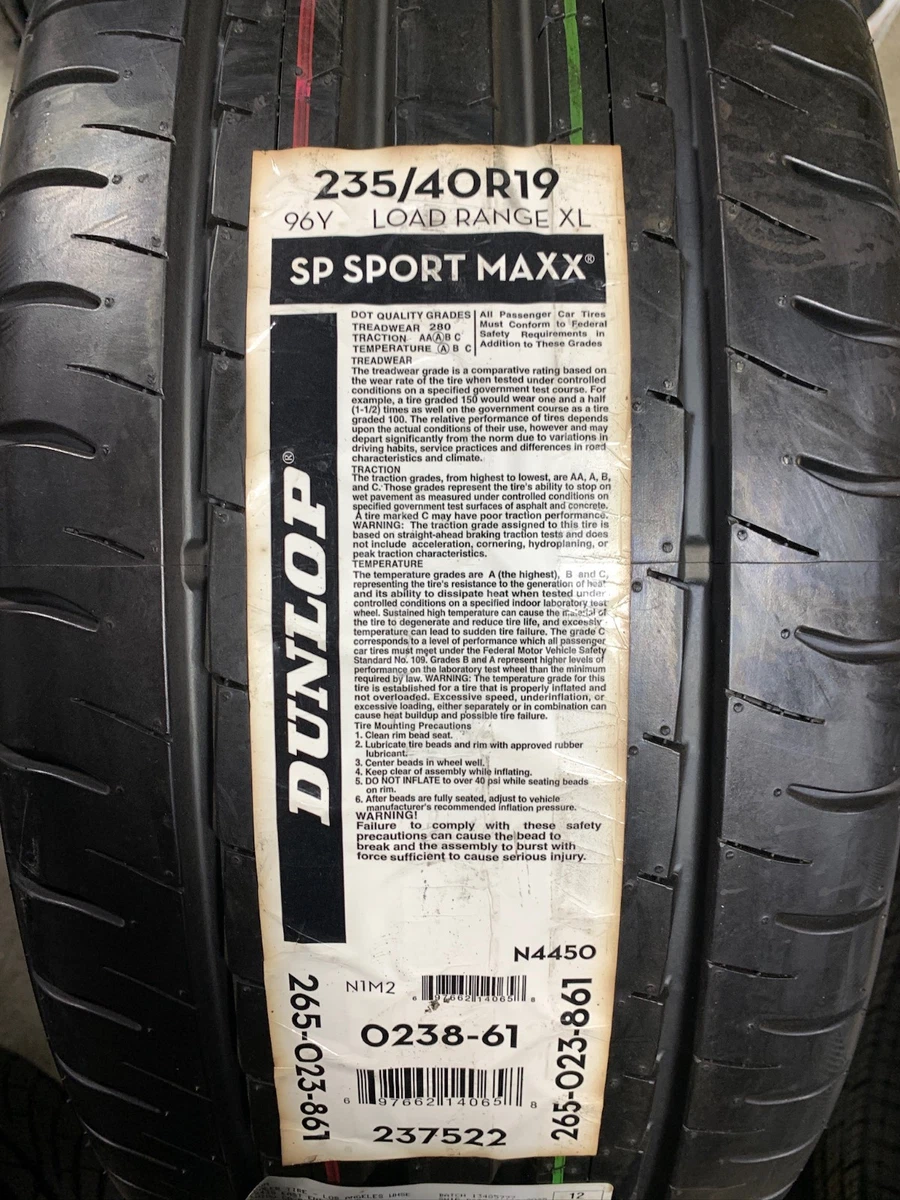 235/40R19
96Y LOAD RANGE XL
SP SPORT MAXX®
DUNLOP®
DOT QUALITY GRADES
TREADWEAR 280
TRACTION AA A B C
TEMPERATURE A B C
All Passenger Car Tires
Must Conform to Federal
Safety Requirements in
Addition to These Grades
TREADWEAR
The treadwear grade is a comparative rating based on
the wear rate of the tire when tested under controlled
conditions on a specified government test course. For
example, a tire graded 150 would wear one and a half
(1-1/2) times as well on the government course as a tire
graded 100. The relative performance of tires depends
upon the actual conditions of their use, however and may
depart significantly from the norm due to variations in
driving habits, service practices and differences in road
characteristics and climate.
TRACTION
The traction grades, from highest to lowest, are AA, A, B,
and C. Those grades represent the tire's ability to stop on
wet pavement as measured under controlled conditions on
specified government test surfaces of asphalt and concrete.
A tire marked C may have poor traction performance.
WARNING: The traction grade assigned to this tire is
based on straight-ahead braking traction tests and does
not include acceleration, cornering, hydroplaning, or
peak traction characteristics.
TEMPERATURE
The temperature grades are A (the highest), B and C,
representing the tire's resistance to the generation of heat
and its ability to dissipate heat when tested under
controlled conditions on a specified indoor laboratory test
wheel. Sustained high temperature can cause the material of
the tire to degenerate and reduce tire life, and excessiv
temperature can lead to sudden tire failure. The grade C
corresponds to a level of performance which all passenger
car tires must meet under the Federal Motor Vehicle Safety
Standard No. 109. Grades B and A represent higher levels of
performance on the laboratory test wheel than the minimum
required by law. WARNING: The temperature grade for this
tire is established for a tire that is properly inflated and
not overloaded. Excessive speed, underinflation, or
excessive loading, either separately or in combination can
cause heat buildup and possible tire failure.
Tire Mounting Precautions
1. Clean rim bead seat.
2. Lubricate tire beads and rim with approved rubber
lubricant.
3. Center beads in wheel well.
4. Keep clear of assembly while inflating.
5. DO NOT INFLATE to over 40 psi while seating beads
on rim.
6. After beads are fully seated, adjust to vehicle
manufacturer's recommended inflation pressure.
WARNING!
Failure to comply with these safety
precautions can cause the bead to
break and the assembly to burst with
force sufficient to cause serious injury.
N4450
N1M2
6 97662 14065 8
0238-61
265-023-861
265-023-861
6 97662 14065 8
237522
12